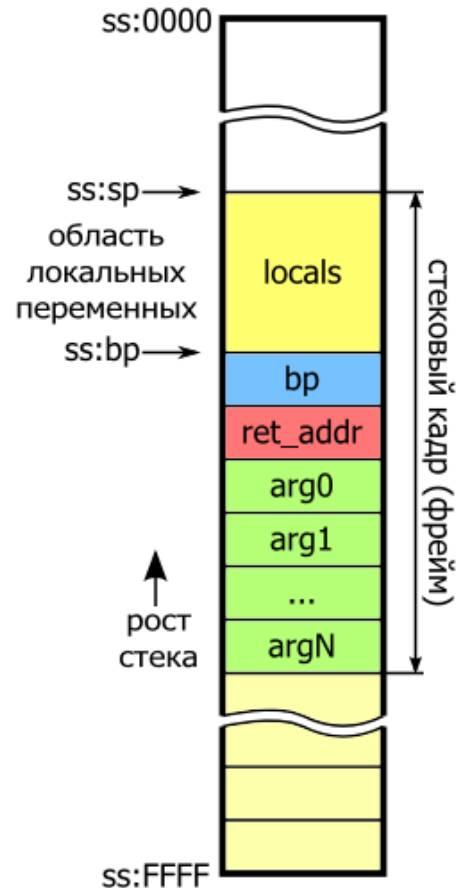 ss:0000
ss:sp
область
локальных
переменных
locals
ss:bp
bp
ret_addr
arg0
arg1
...
argN
рост
стека
стековый кадр (фрейм)
ss:FFFF